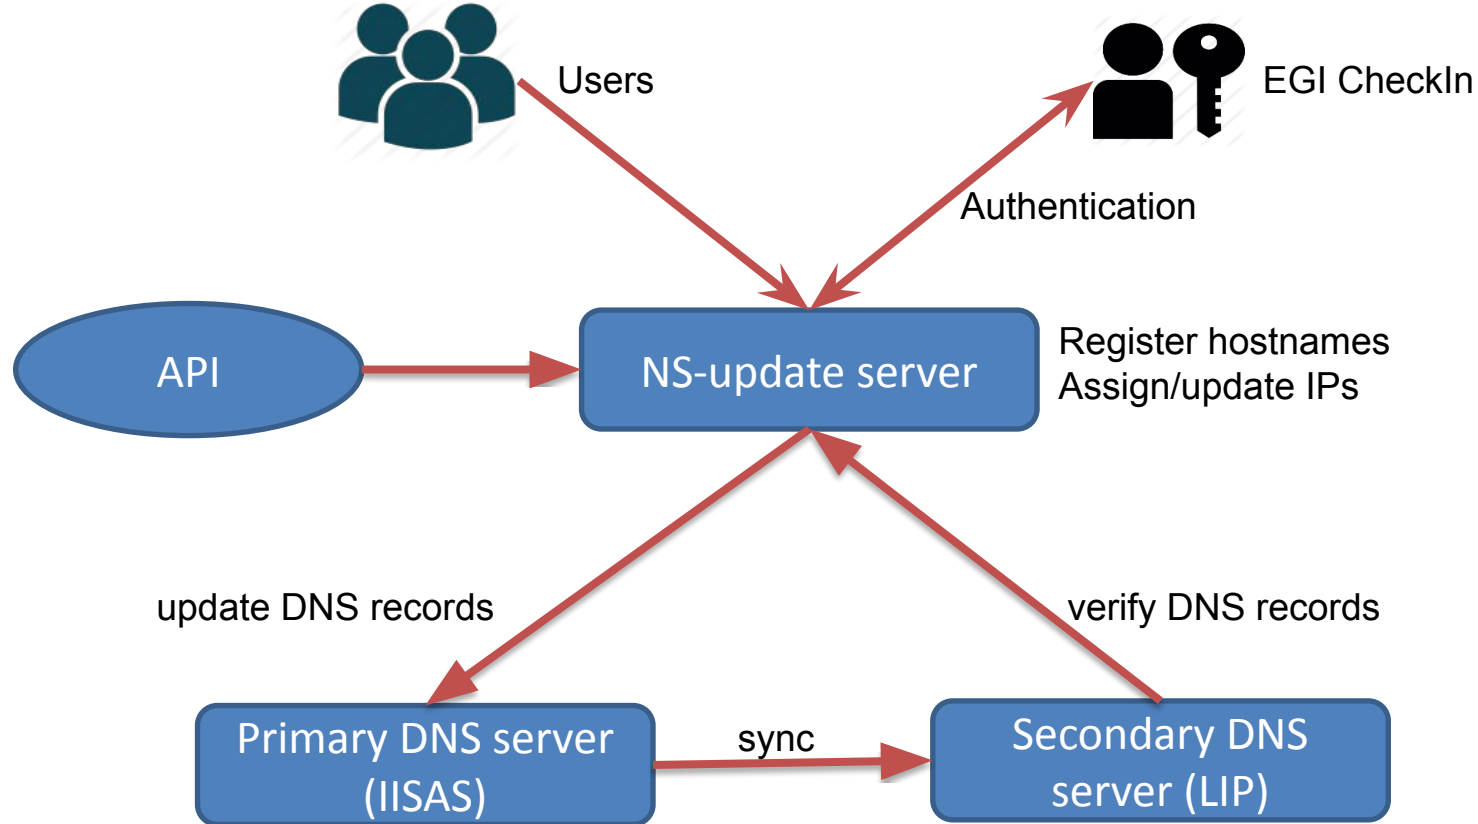 Users
EGI CheckIn
Authentication
API
NS-update server
Register hostnames
Assign/update IPs
update DNS records
verify DNS records
Primary DNS server
(IISAS)
sync
Secondary DNS
server (LIP)